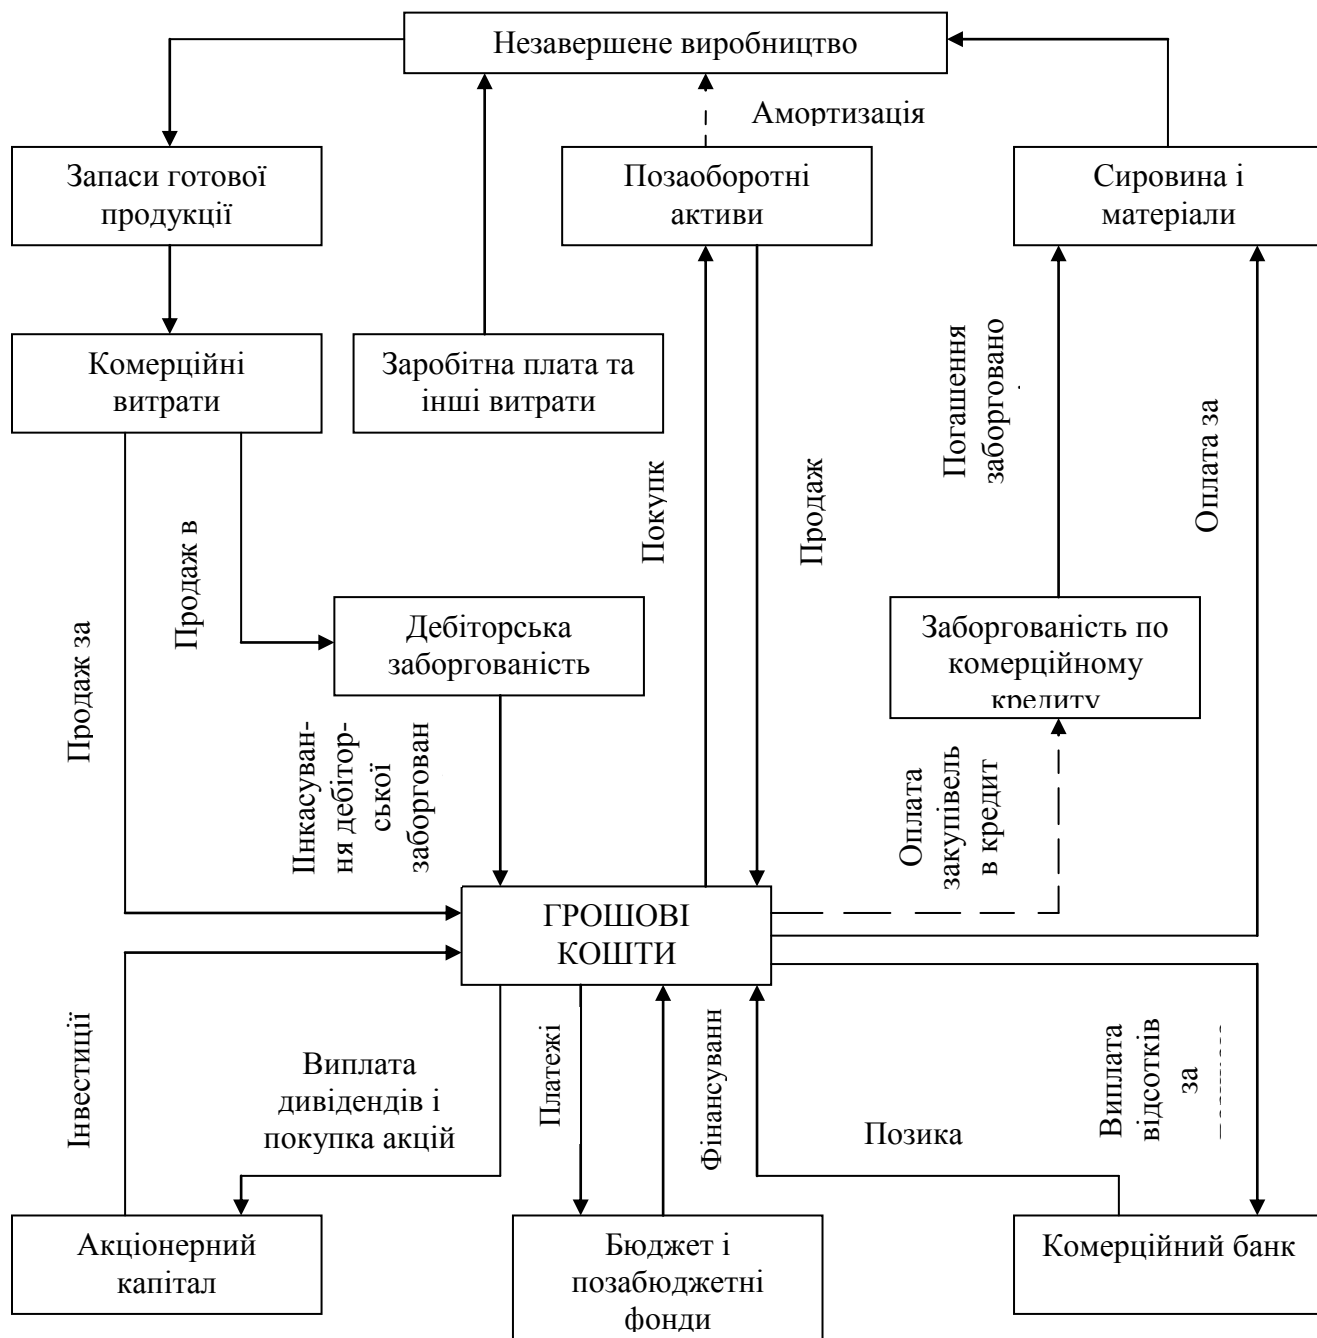 Незавершене виробництво
Амортизація
Запаси готової
продукції
Позаоборотні
активи
Сировина і
матеріали
Комерційні
витрати
Заробітна плата та
інші витрати
Погашення
заборговано
Оплата за
Покупк
Продаж
Продаж в
Продаж за
Дебіторська
заборгованість
Заборгованість по
комерційному
кредиту
Іінкасуван-
ня дебітор-
ської
заборгован
Оплата
закупівель
в кредит
ГРОШОВІ
КОШТИ
Інвестиції
Виплата
дивідендів і
покупка акцій
Платежі
Фінансуванн
Позика
Виплата
відсотків
за
Акціонерний
капітал
Бюджет і
позабюджетні
фонди
Комерційний банк